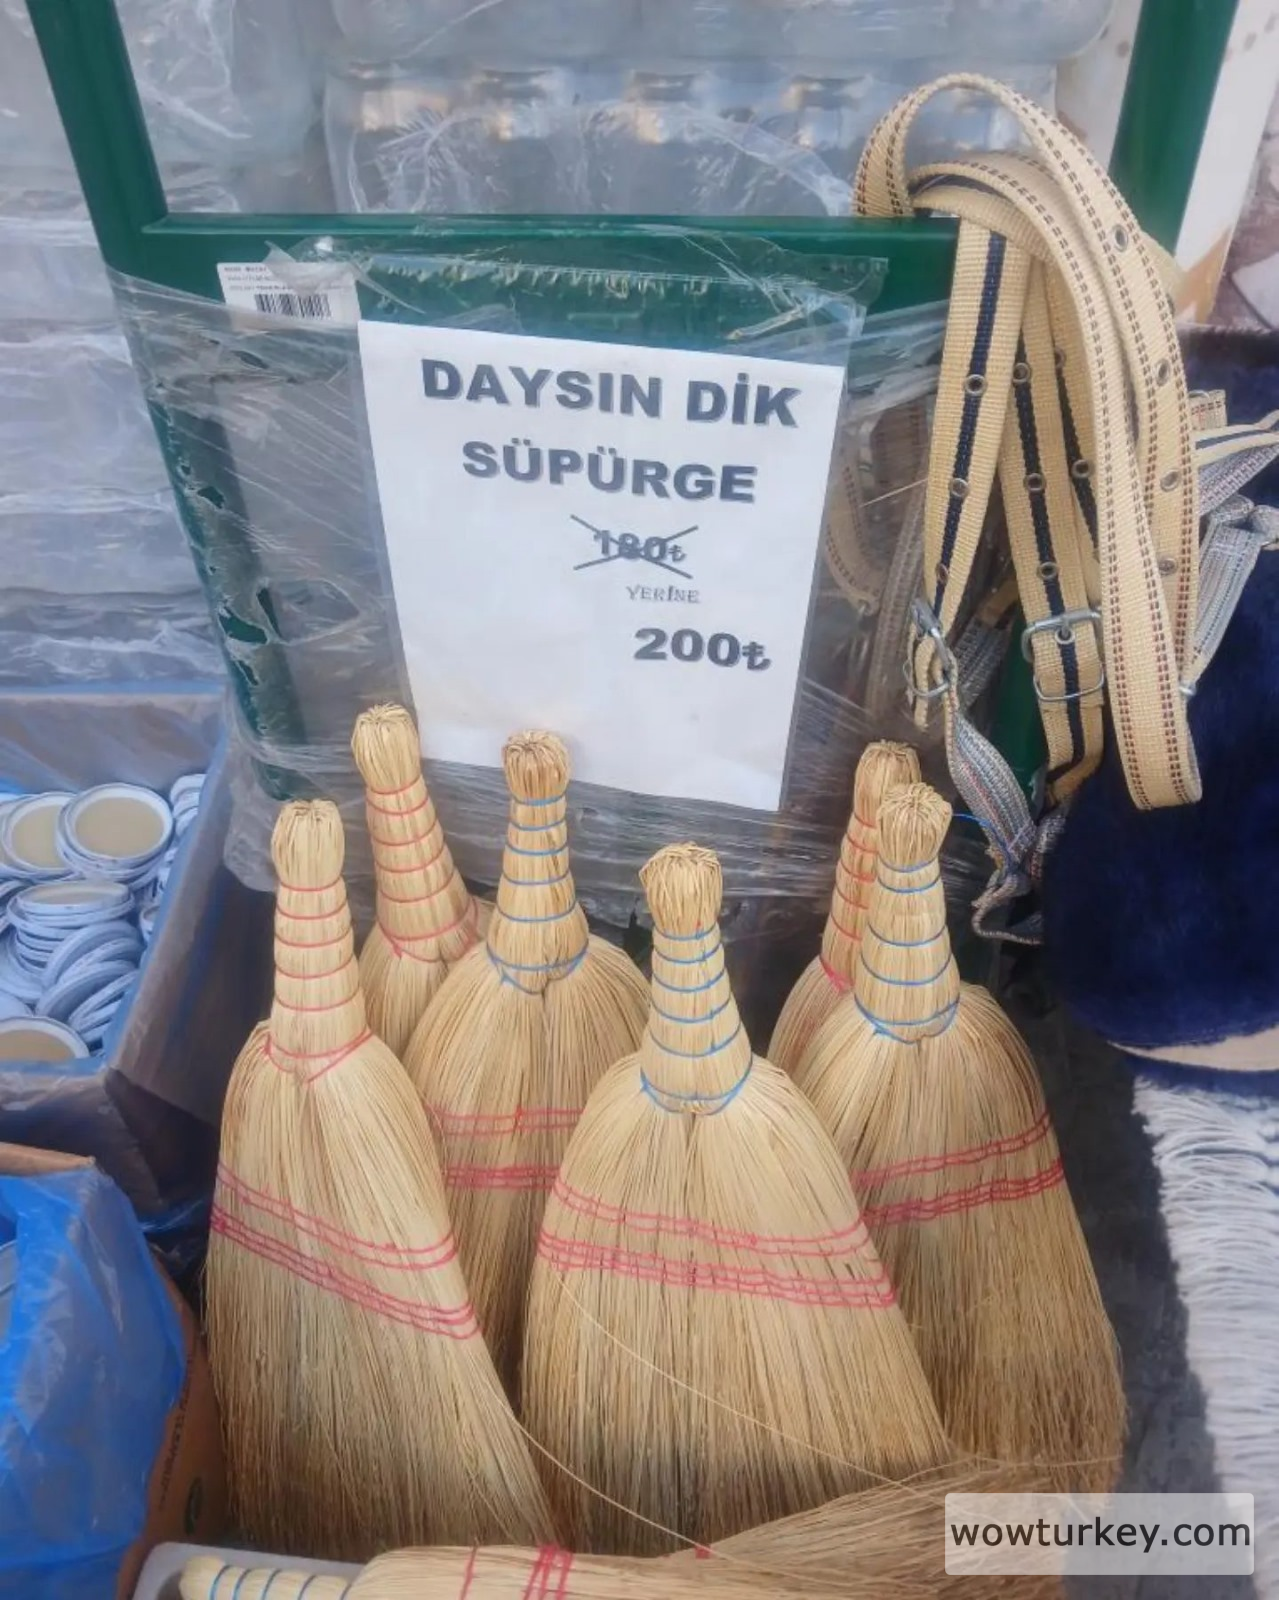 DAYSIN DİK
SÜPÜRGE
180₺
YERİNE
200₺
wowturkey.com